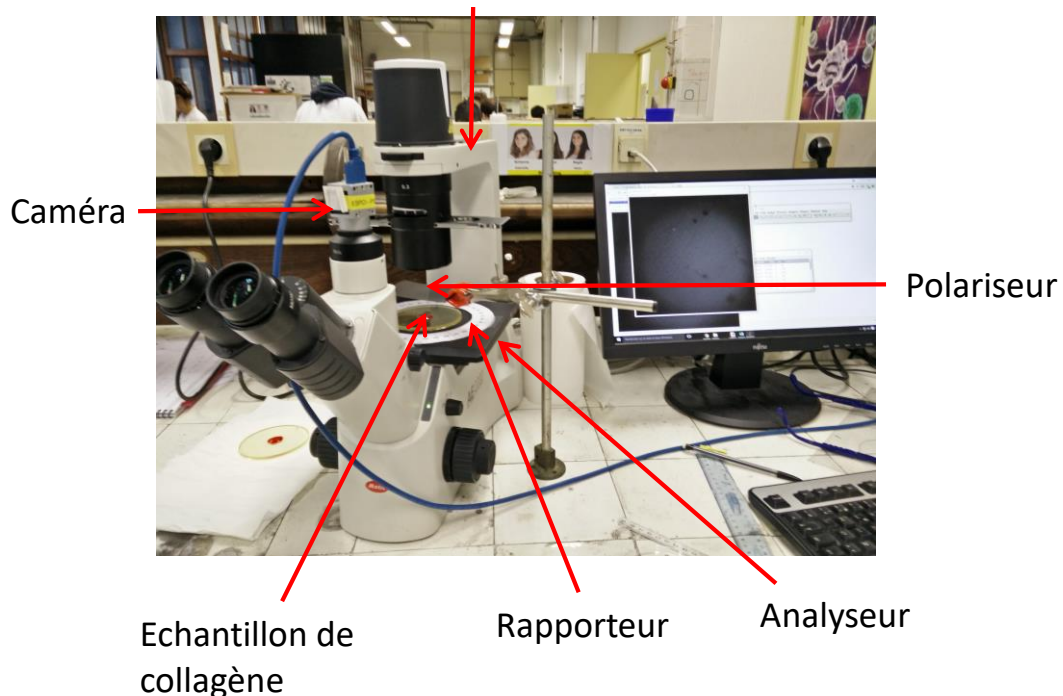 Caméra
Polariseur
Echantillon de
collagène
Rapporteur
Analyseur